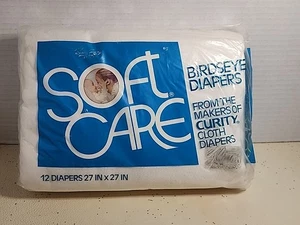 SOFT
CARE
®
12 DIAPERS 27 IN X 27 IN
BIRDSEYE
DIAPERS
FROM THE
MAKERS OF
CURITY
CLOTH
DIAPERS